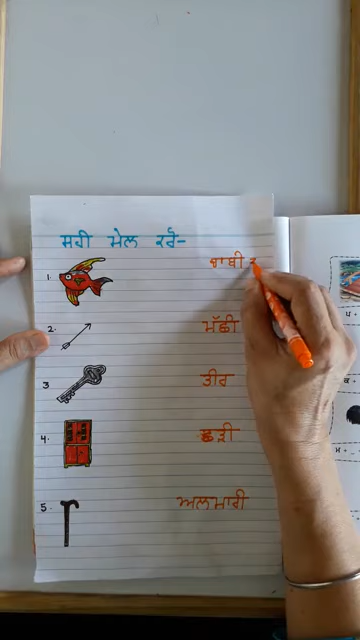 ਸਹੀ ਮੇਲ ਕਰੋ-
1. ਚਾਬੀ
2. ਮੱਛੀ
3 ਤੀਰ
4. ਛੜੀ
5. ਅਲਮਾਰੀ